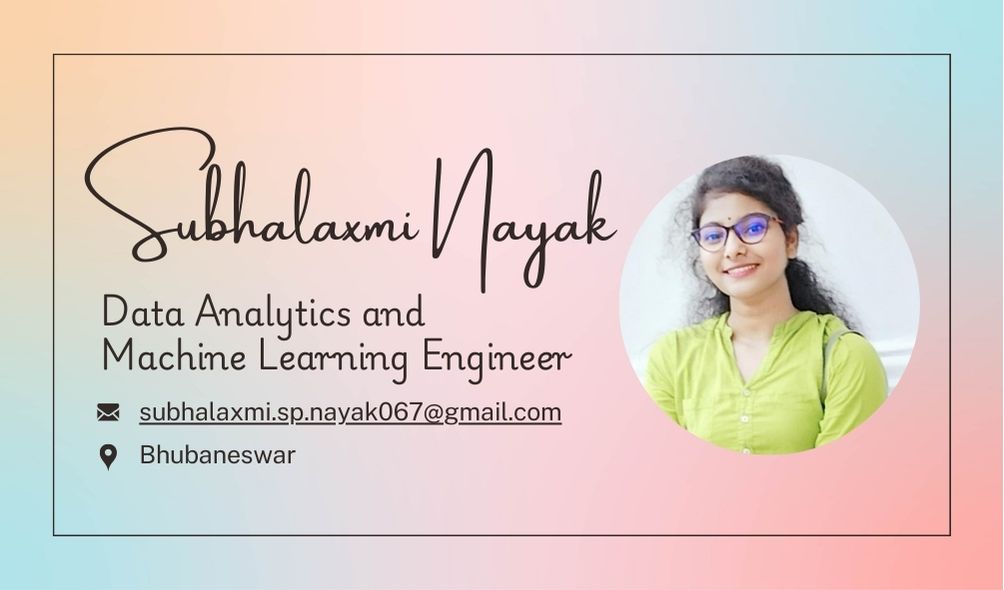 Subhalaxmi Nayak
Data Analytics and
Machine Learning Engineer
subhalaxmi.sp.nayak067@gmail.com
Bhubaneswar